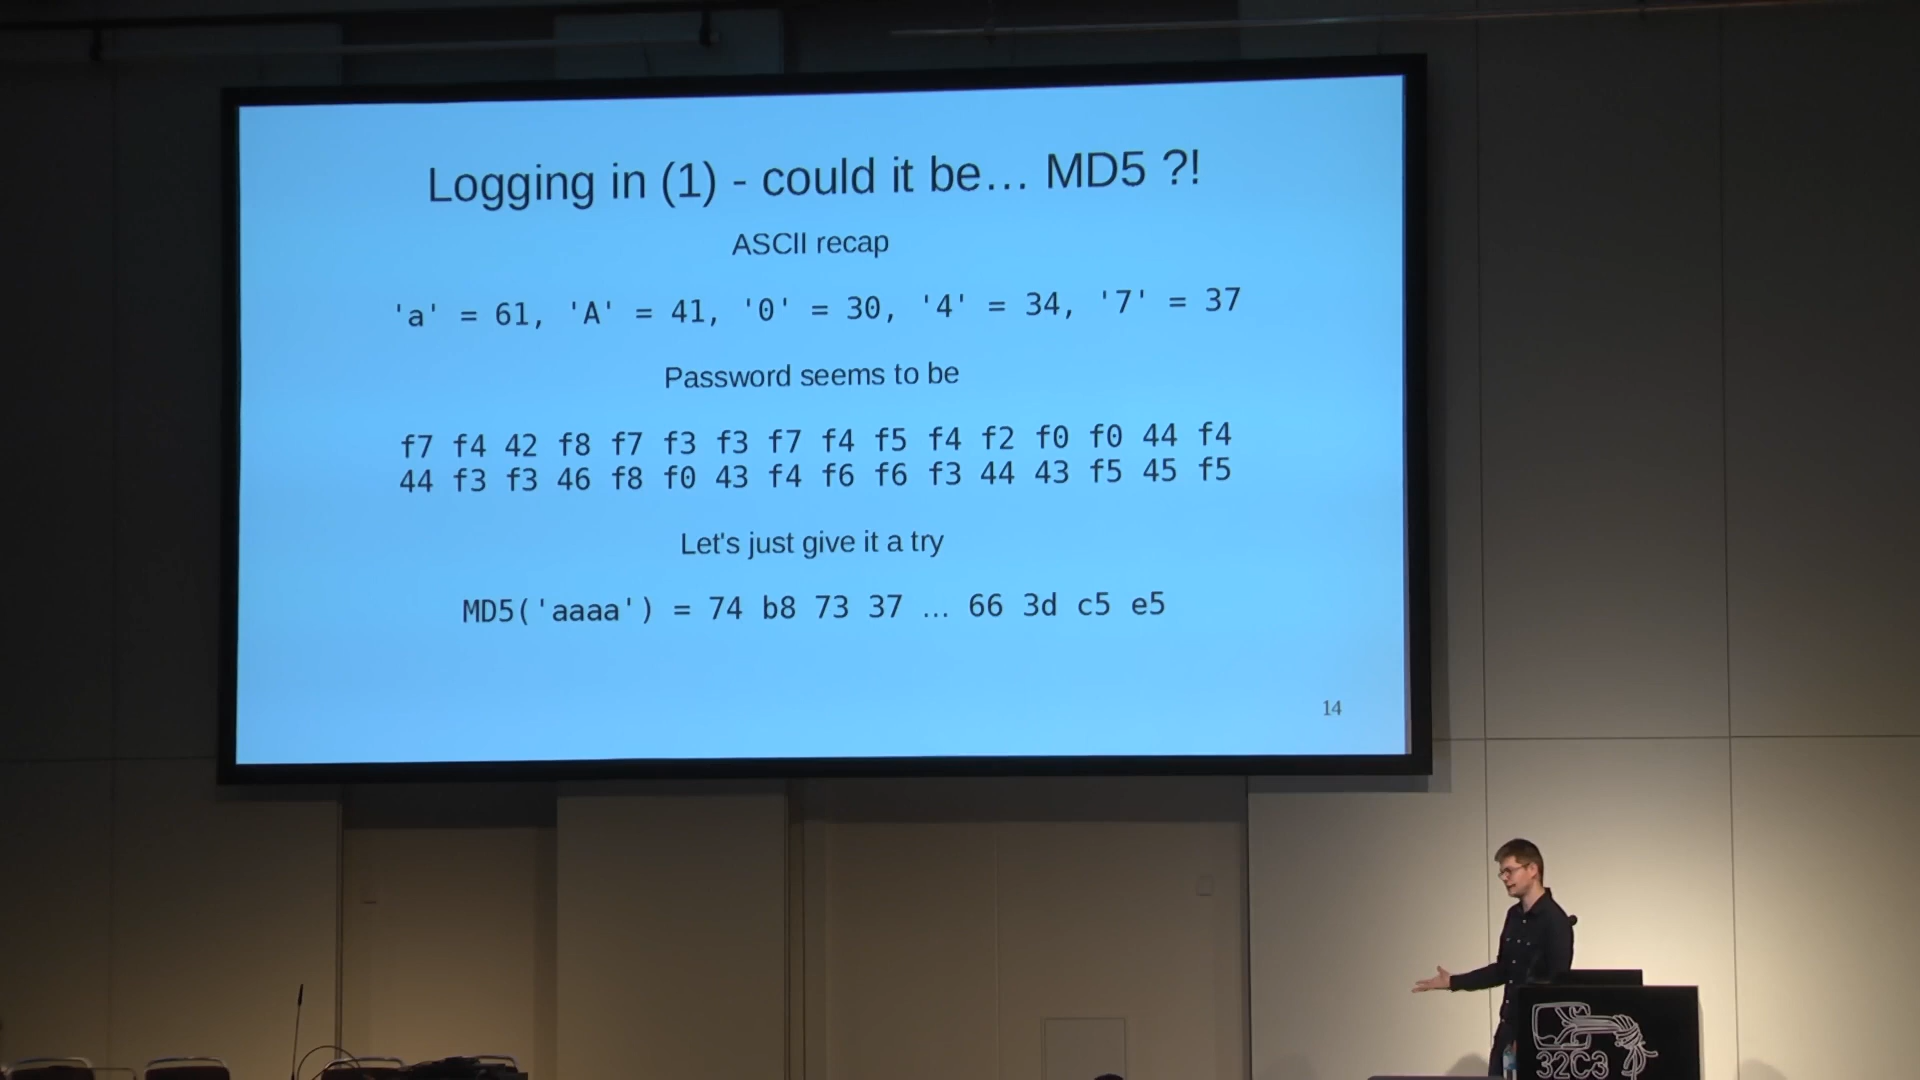 Logging in (1) - could it be… MD5 ?!
ASCII recap
'a' = 61, 'A' = 41, '0' = 30, '4' = 34, '7' = 37
Password seems to be
f7 f4 42 f8 f7 f3 f3 f7 f4 f5 f4 f2 f0 f0 44 f4
44 f3 f3 46 f8 f0 43 f4 f6 f6 f3 44 43 f5 45 f5
Let's just give it a try
MD5('aaaa') = 74 b8 73 37 … 66 3d c5 e5
14
32C3